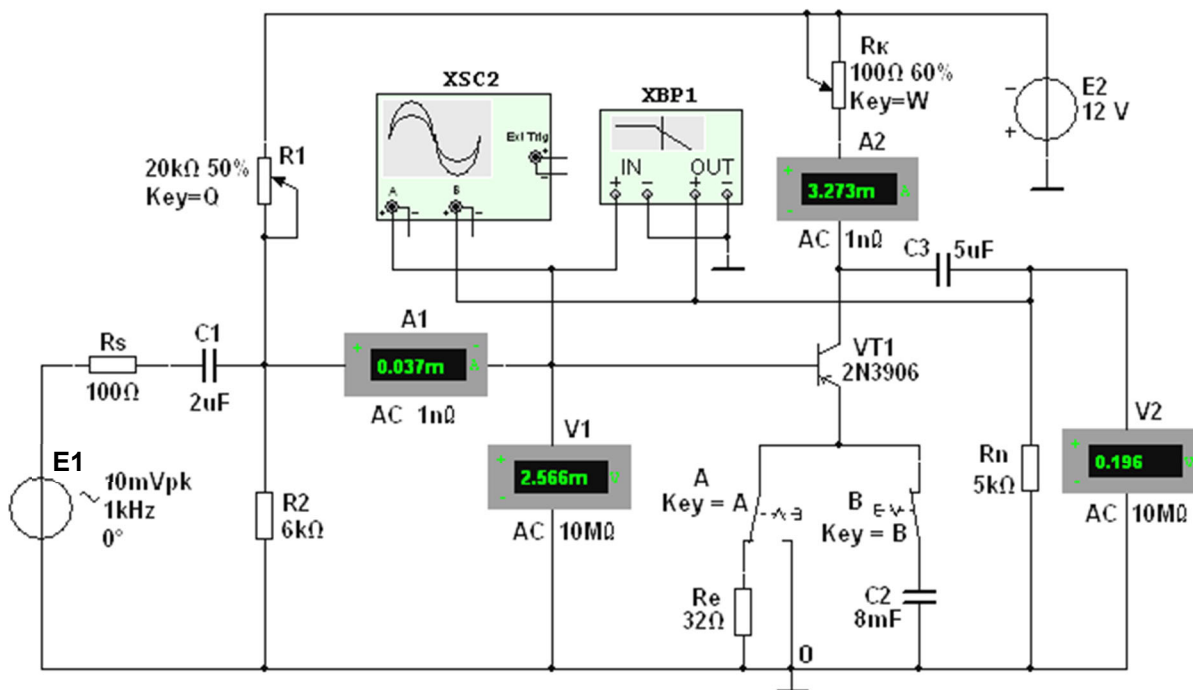 XSC2
Ext Trig
+
-
A
B
+ - + -
XBP1
IN OUT
+ - + -
Rк
100Ω 60%
Key=W
E2
12 V
-
+
A2
+
-
3.273m
A
AC 1nΩ
R1
20kΩ 50%
Key=Q
C3
5uF
Rs
100Ω
C1
2uF
A1
+ -
0.037m
A
AC 1nΩ
VT1
2N3906
E1
10mVpk
1kHz
0°
R2
6kΩ
V1
+
-
2.566m
V
AC 10MΩ
A
Key = A
B
Key = B
Re
32Ω
C2
8mF
0
Rn
5kΩ
V2
+
-
0.196
V
AC 10MΩ